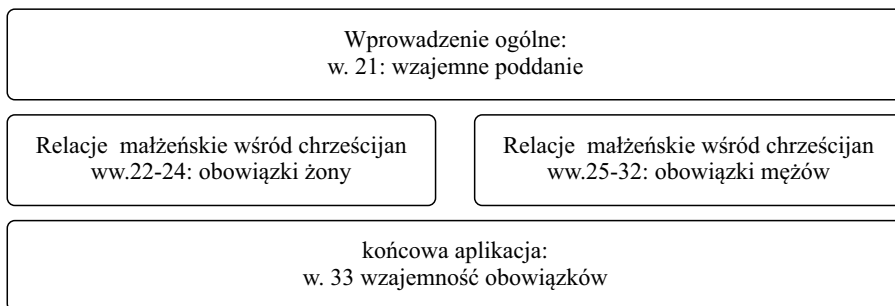 Wprowadzenie ogólne:
w. 21: wzajemne poddanie
Relacje małżeńskie wśród chrześcijan
ww.22-24: obowiązki żony
Relacje małżeńskie wśród chrześcijan
ww.25-32: obowiązki mężów
końcowa aplikacja:
w. 33 wzajemność obowiązków